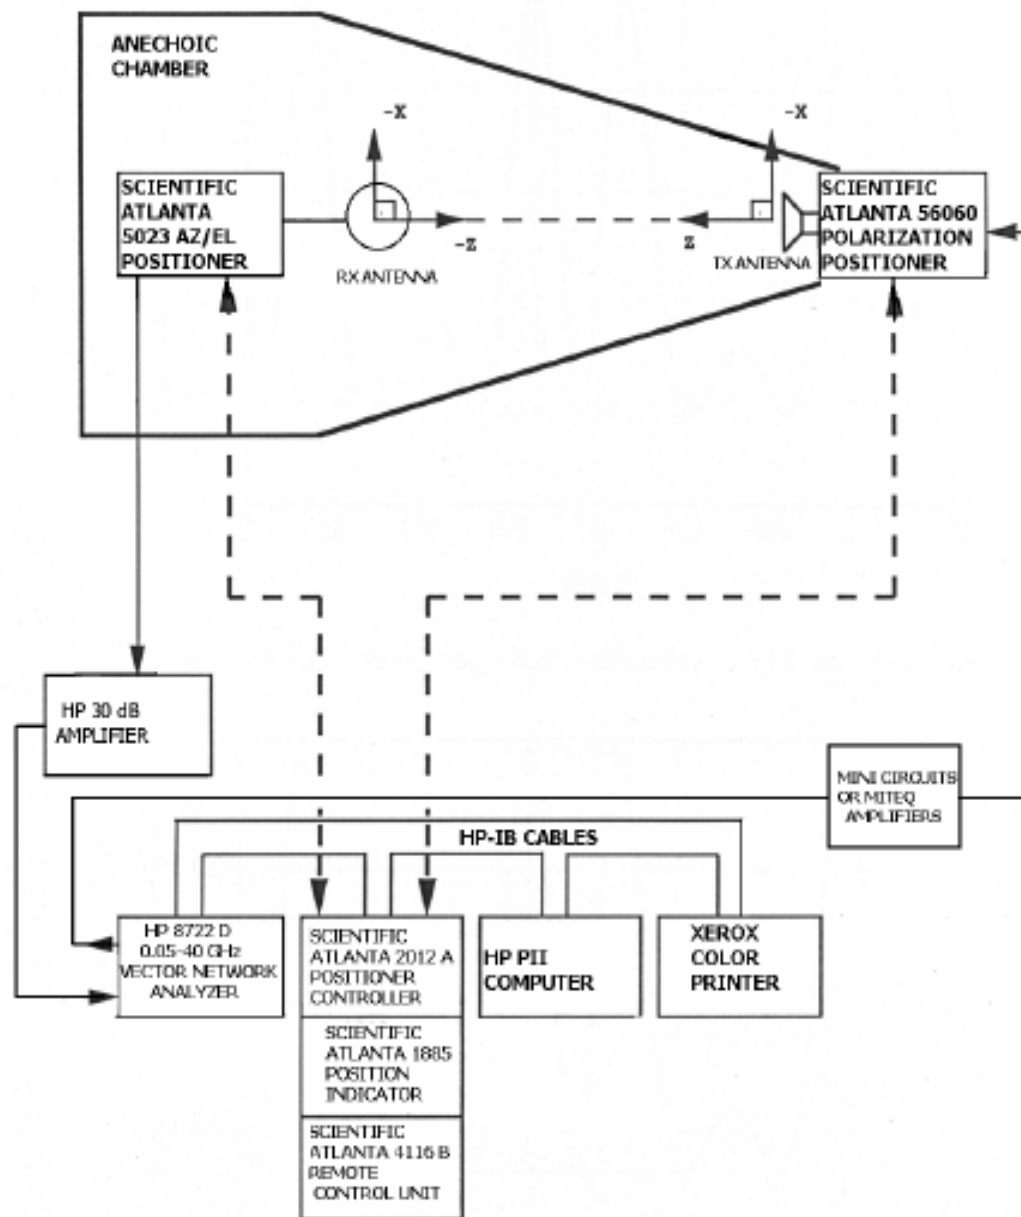 ANECHOIC
CHAMBER
-X
-X
SCIENTIFIC
ATLANTA
5023 AZ/EL
POSITIONER
SCIENTIFIC
ATLANTA 56060
POLARIZATION
POSITIONER
-Z
Z
RX ANTENNA
TX ANTENNA
HP 30 dB
AMPLIFIER
MINI CIRCUITS
OR MITEQ
AMPLIFIERS
HP-IB CABLES
HP 8722 D
0.05-40 GHz
VECTOR NETWORK
ANALYZER
SCIENTIFIC
ATLANTA 2012 A
POSITIONER
CONTROLLER
HP PII
COMPUTER
XEROX
COLOR
PRINTER
SCIENTIFIC
ATLANTA 1885
POSITION
INDICATOR
SCIENTIFIC
ATLANTA 4116 B
REMOTE
CONTROL UNIT